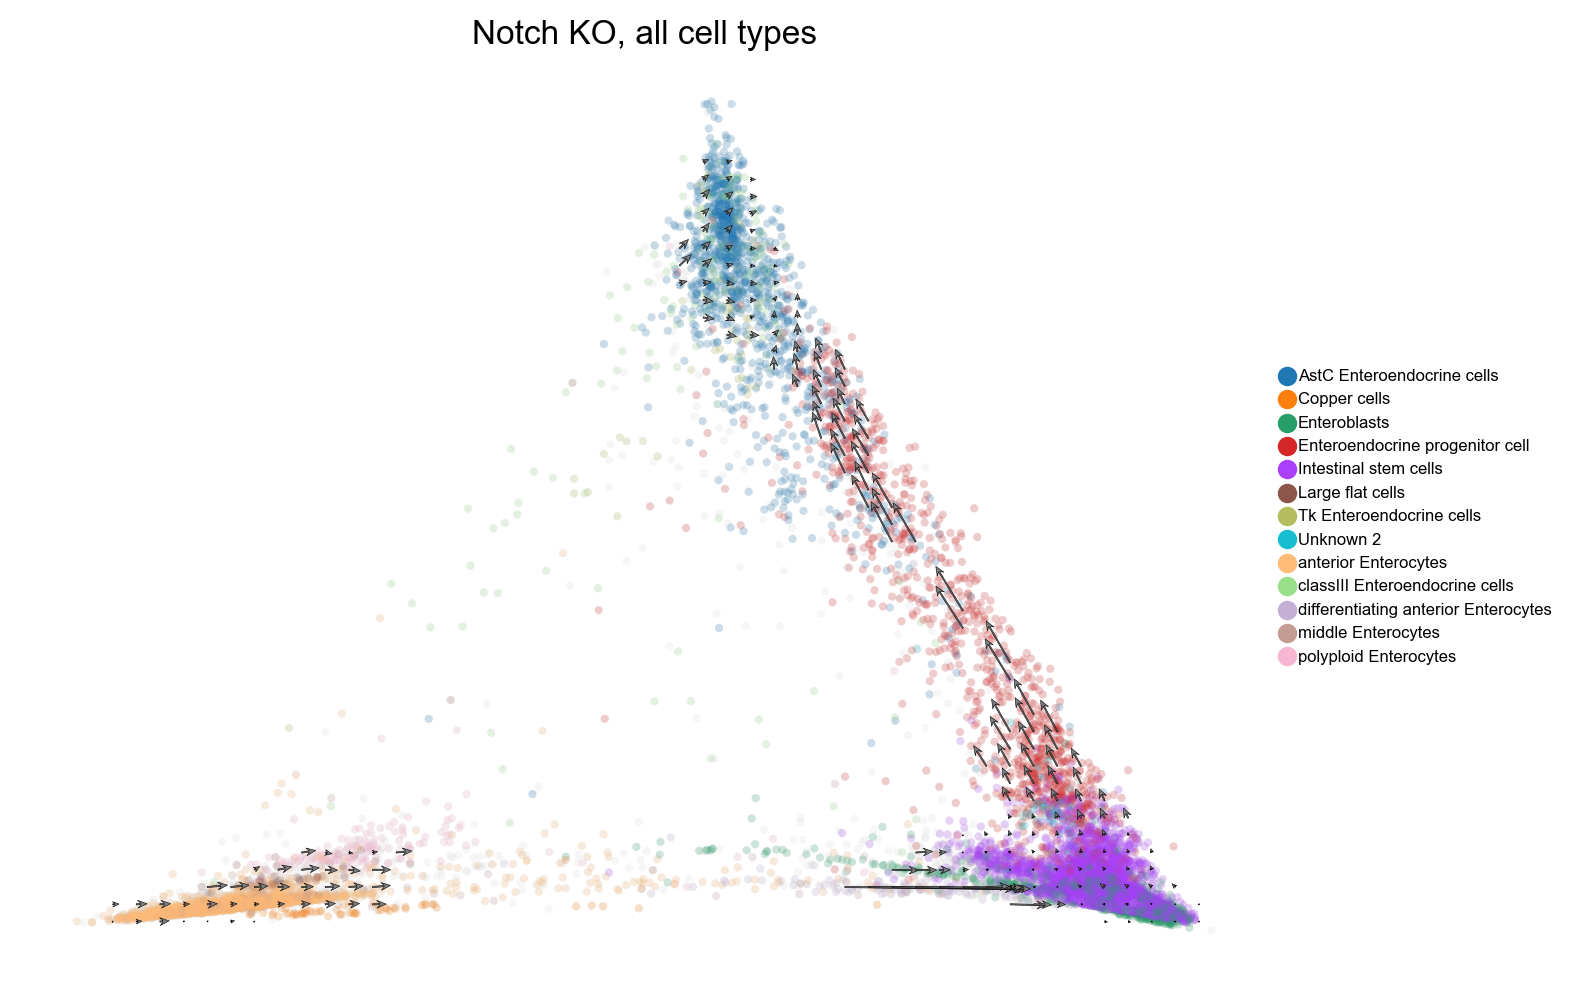 Notch KO, all cell types
AstC Enteroendocrine cells
Copper cells
Enteroblasts
Enteroendocrine progenitor cell
Intestinal stem cells
Large flat cells
Tk Enteroendocrine cells
Unknown 2
anterior Enterocytes
classIII Enteroendocrine cells
differentiating anterior Enterocytes
middle Enterocytes
polyploid Enterocytes